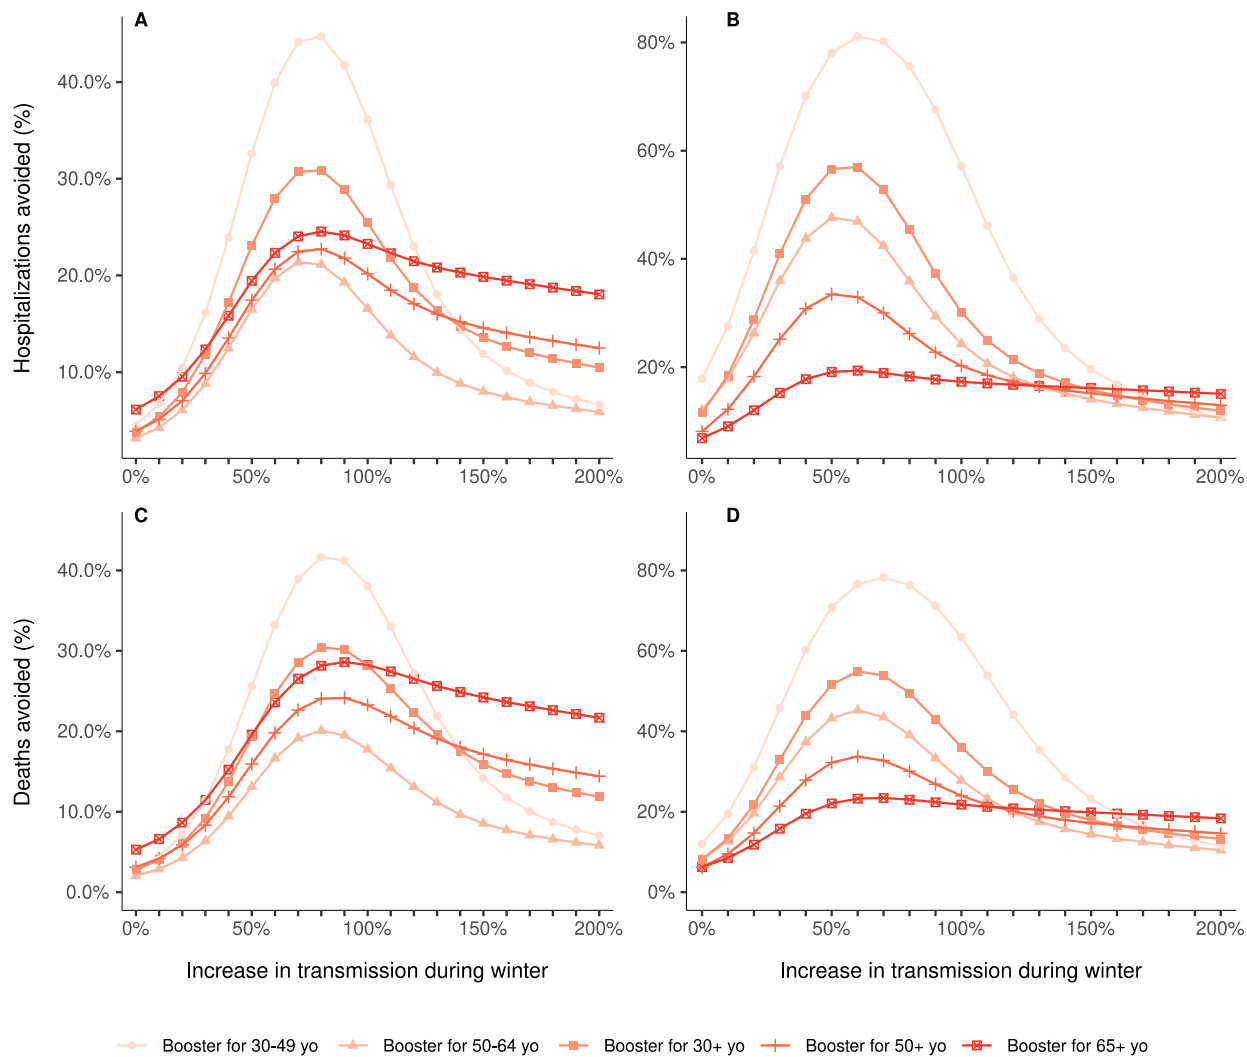 A
B
Hospitalizations avoided (%)
40.0%
30.0%
20.0%
10.0%
0% 50% 100% 150% 200%
80%
60%
40%
20%
0% 50% 100% 150% 200%
C
D
Deaths avoided (%)
40.0%
30.0%
20.0%
10.0%
0.0%
0% 50% 100% 150% 200%
80%
60%
40%
20%
0%
0% 50% 100% 150% 200%
Increase in transmission during winter
Increase in transmission during winter
Booster for 30-49 yo Booster for 50-64 yo Booster for 30+ yo Booster for 50+ yo Booster for 65+ yo